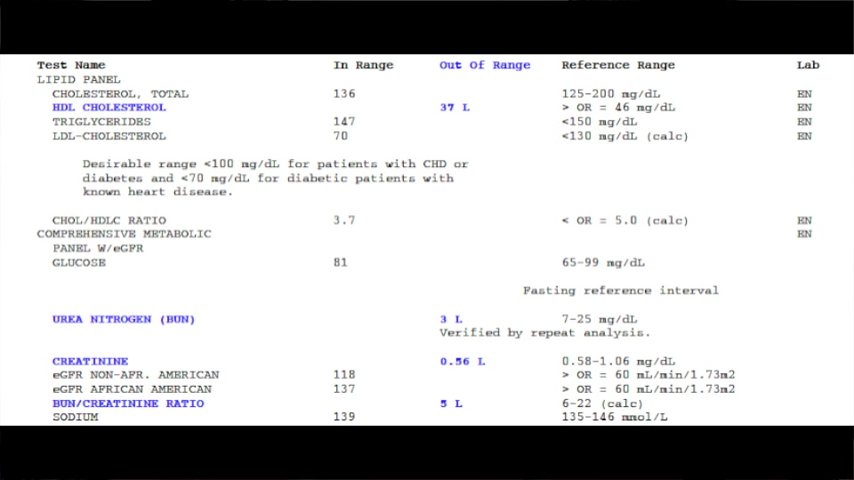 Test Name In Range Out Of Range Reference Range Lab
LIPID PANEL
CHOLESTEROL, TOTAL 136 125-200 mg/dL EN
HDL CHOLESTEROL 37 L > OR = 46 mg/dL EN
TRIGLYCERIDES 147 <150 mg/dL EN
LDL-CHOLESTEROL 70 <130 mg/dL (calc) EN
Desirable range <100 mg/dL for patients with CHD or
diabetes and <70 mg/dL for diabetic patients with
known heart disease.
CHOL/HDLC RATIO 3.7 < OR = 5.0 (calc) EN
COMPREHENSIVE METABOLIC EN
PANEL W/eGFR
GLUCOSE 81 65-99 mg/dL
Fasting reference interval
UREA NITROGEN (BUN) 3 L 7-25 mg/dL
Verified by repeat analysis.
CREATININE 0.56 L 0.58-1.06 mg/dL
eGFR NON-AFR. AMERICAN 118 > OR = 60 mL/min/1.73m2
eGFR AFRICAN AMERICAN 137 > OR = 60 mL/min/1.73m2
BUN/CREATININE RATIO 5 L 6-22 (calc)
SODIUM 139 135-146 mmol/L